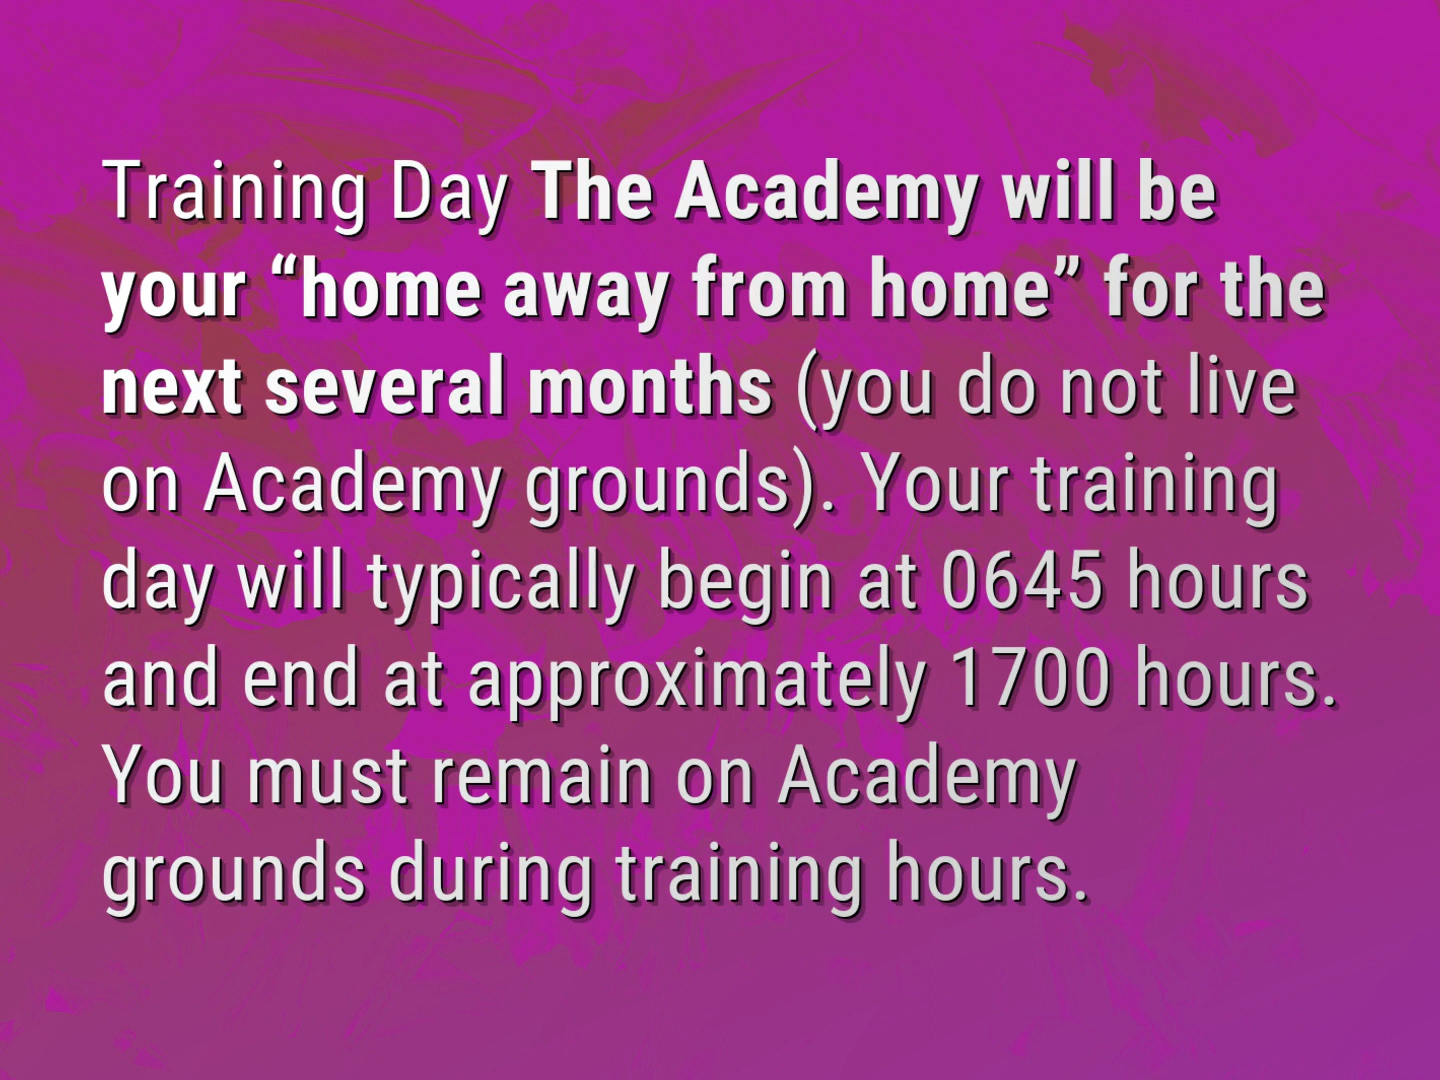 Training Day The Academy will be
your “home away from home” for the
next several months (you do not live
on Academy grounds). Your training
day will typically begin at 0645 hours
and end at approximately 1700 hours.
You must remain on Academy
grounds during training hours.